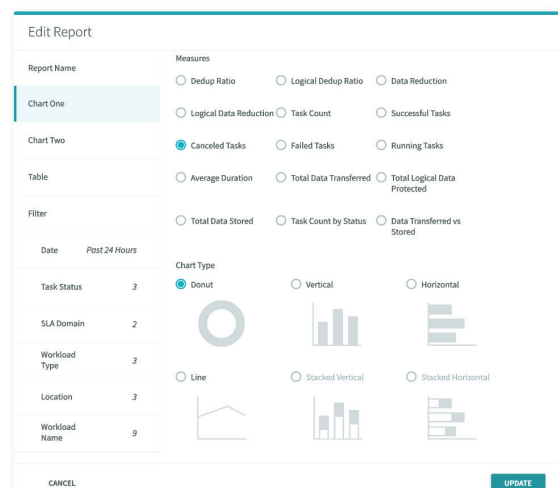 Edit Report
Report Name
Chart One
Chart Two
Table
Filter
Date Past 24 Hours
Task Status 3
SLA Domain 2
Workload
Type 3
Location 3
Workload
Name 9
Measures
Dedup Ratio Logical Dedup Ratio Data Reduction
Logical Data Reduction Task Count Successful Tasks
Canceled Tasks Failed Tasks Running Tasks
Average Duration Total Data Transferred Total Logical Data
Protected
Total Data Stored Task Count by Status Data Transferred vs
Stored
Chart Type
Donut Vertical Horizontal
Line Stacked Vertical Stacked Horizontal
CANCEL UPDATE